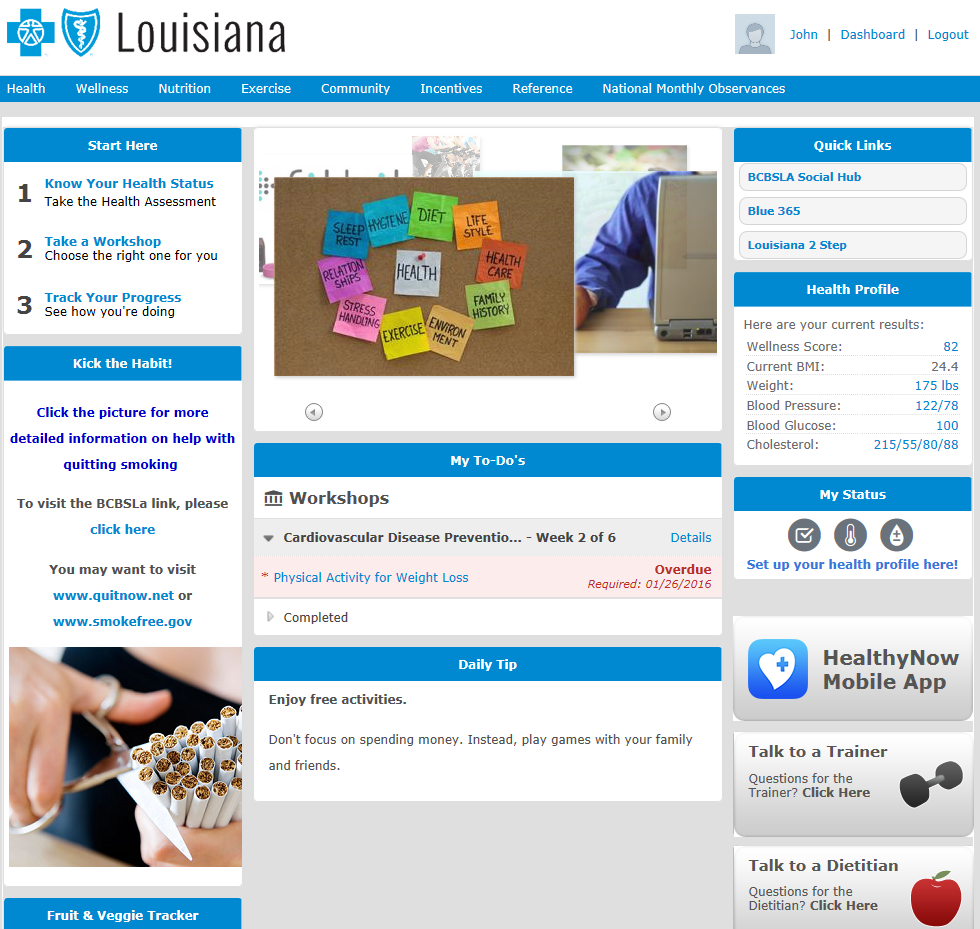 Louisiana
John | Dashboard | Logout
Health Wellness Nutrition Exercise Community Incentives Reference National Monthly Observances
Start Here
1 Know Your Health Status
Take the Health Assessment
2 Take a Workshop
Choose the right one for you
3 Track Your Progress
See how you're doing
Kick the Habit!
Click the picture for more
detailed information on help with
quitting smoking
To visit the BCBSLa link, please
click here
You may want to visit
www.quitnow.net or
www.smokefree.gov
Fruit & Veggie Tracker
SLEEP
REST
HYGIENE
DIET
LIFE
STYLE
RELATION
SHIPS
HEALTH
HEALTH
CARE
STRESS
HANDLING
EXERCISE
ENVIRON
MENT
FAMILY
HISTORY
My To-Do's
Workshops
Cardiovascular Disease Preventio... - Week 2 of 6 Details
* Physical Activity for Weight Loss Overdue
Required: 01/26/2016
Completed
Daily Tip
Enjoy free activities.
Don't focus on spending money. Instead, play games with your family
and friends.
Quick Links
BCBSLA Social Hub
Blue 365
Louisiana 2 Step
Health Profile
Here are your current results:
Wellness Score: 82
Current BMI: 24.4
Weight: 175 lbs
Blood Pressure: 122/78
Blood Glucose: 100
Cholesterol: 215/55/80/88
My Status
Set up your health profile here!
HealthyNow
Mobile App
Talk to a Trainer
Questions for the
Trainer? Click Here
Talk to a Dietitian
Questions for the
Dietitian? Click Here